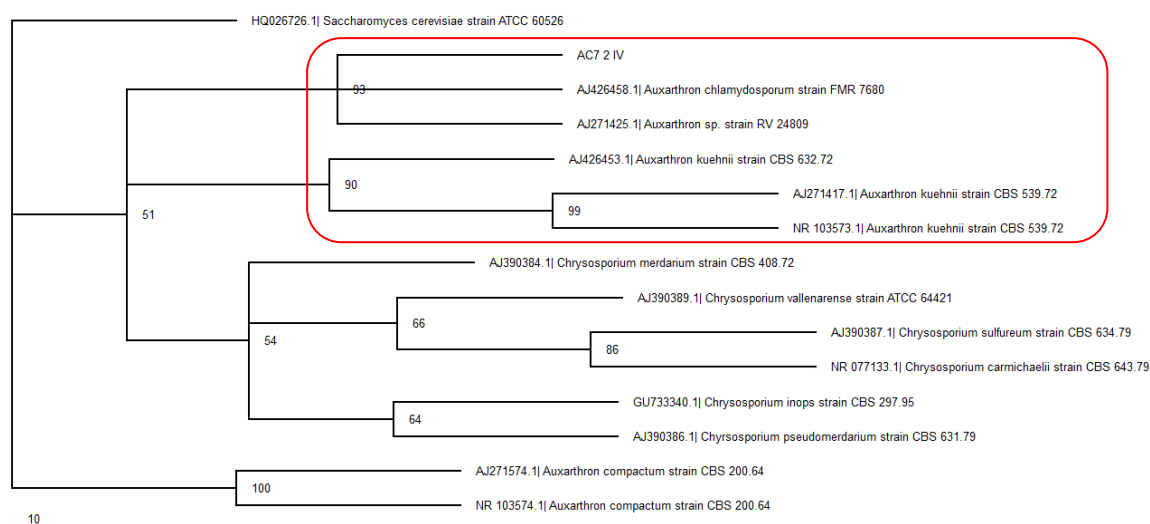 HQ026726.1| Saccharomyces cerevisiae strain ATCC 60526
AC7 2 IV
93
AJ426458.1| Auxarthron chlamydosporum strain FMR 7680
AJ271425.1| Auxarthron sp. strain RV 24809
AJ426453.1| Auxarthron kuehnii strain CBS 632.72
90
AJ271417.1| Auxarthron kuehnii strain CBS 539.72
99
51
NR 103573.1| Auxarthron kuehnii strain CBS 539.72
AJ390384.1| Chrysosporium merdarium strain CBS 408.72
AJ390389.1| Chrysosporium vallenarense strain ATCC 64421
66
AJ390387.1| Chrysosporium sulfureum strain CBS 634.79
54
86
NR 077133.1| Chrysosporium carmichaelii strain CBS 643.79
GU733340.1| Chrysosporium inops strain CBS 297.95
64
AJ390386.1| Chyrsosporium pseudomerdarium strain CBS 631.79
AJ271574.1| Auxarthron compactum strain CBS 200.64
100
NR 103574.1| Auxarthron compactum strain CBS 200.64
10